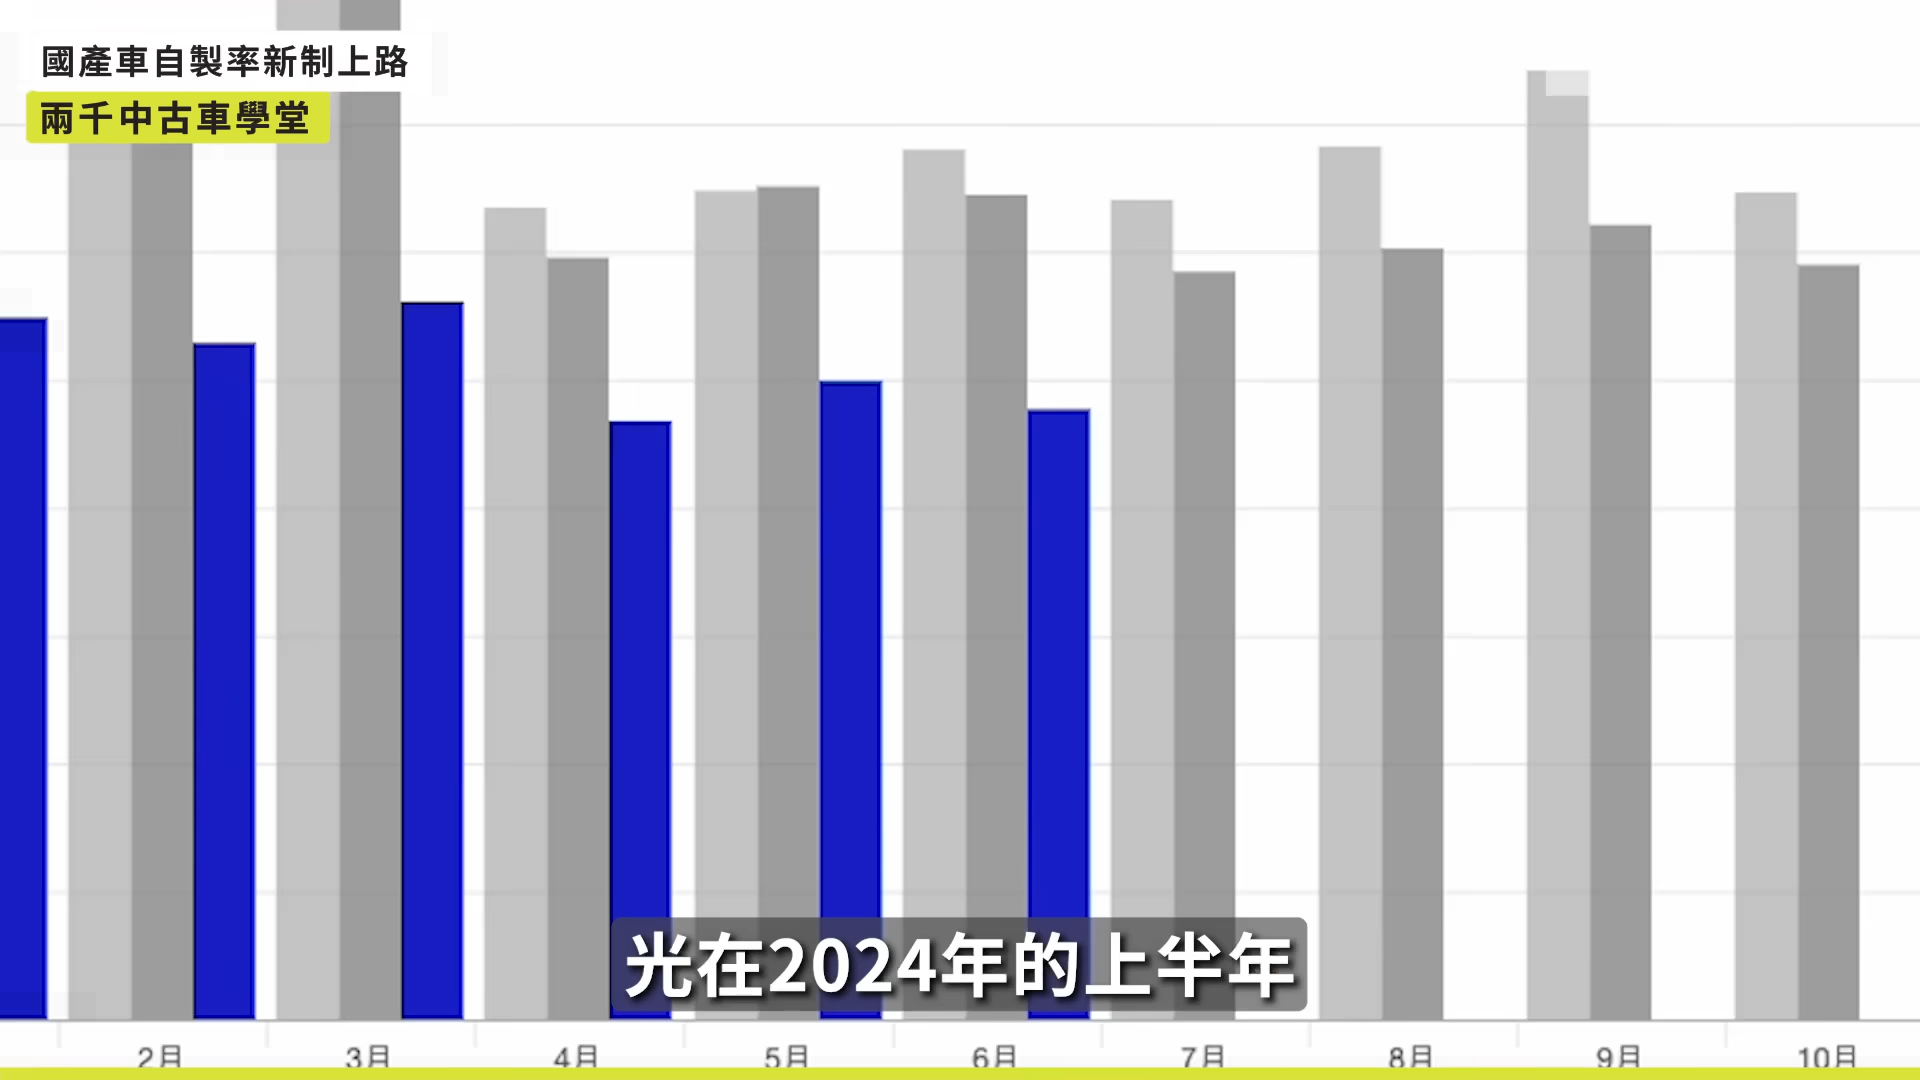 國產車自製率新制上路
兩千中古車學堂
光在2024年的上半年
2月 3月 4月 5月 6月 7月 8月 9月 10月